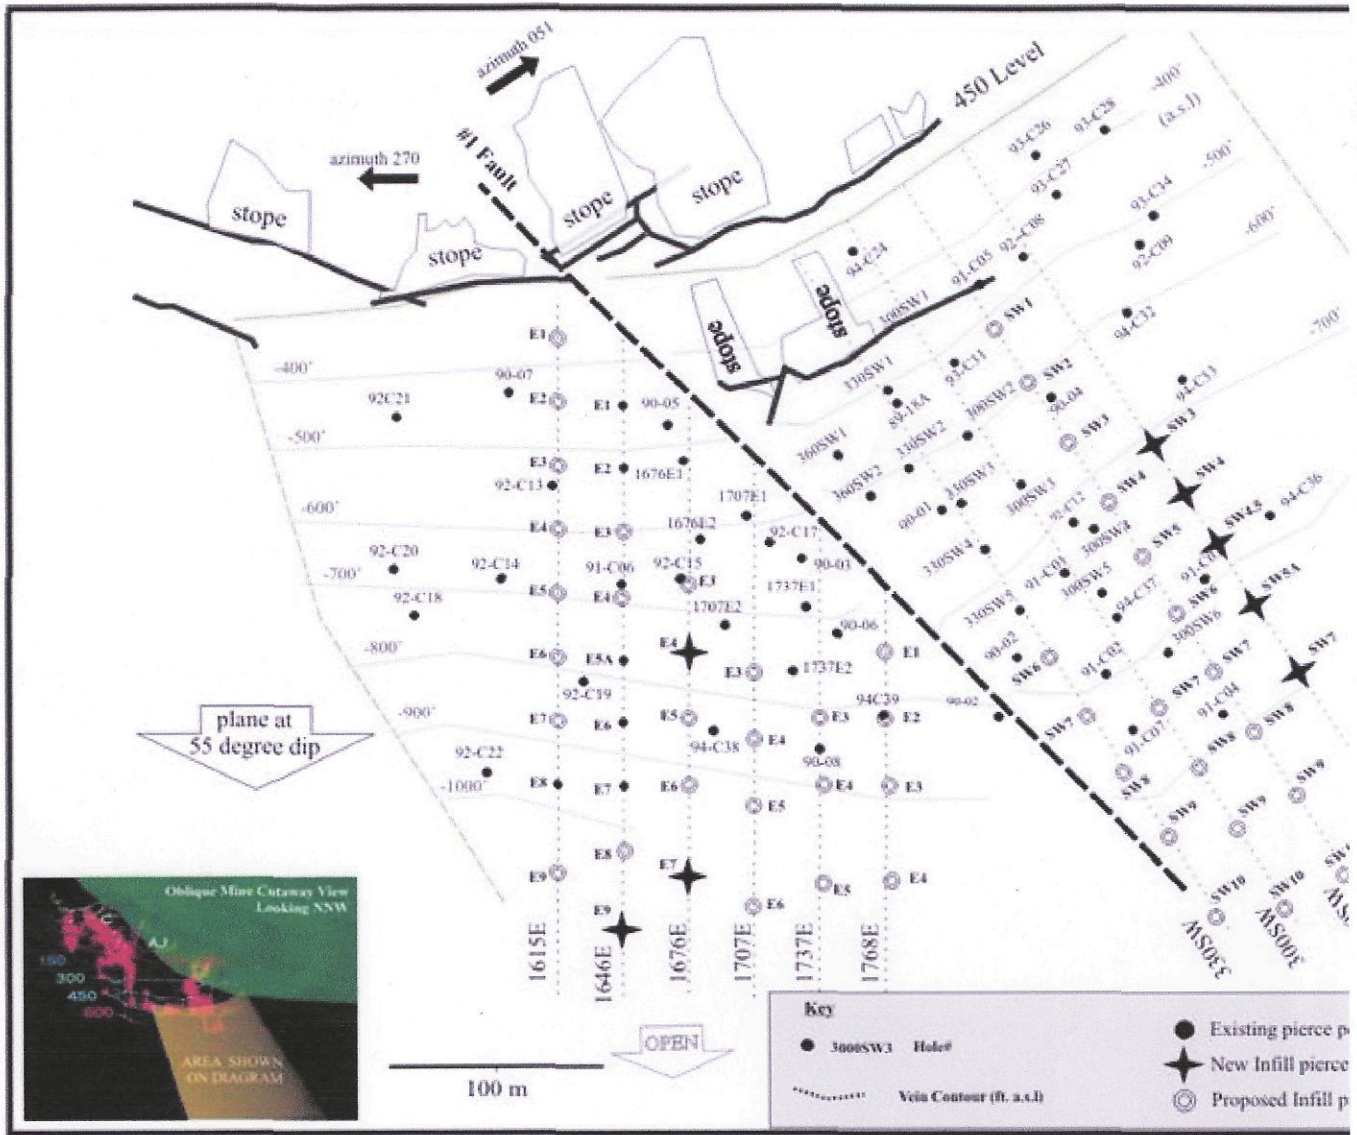 azimuth 051
450 Level
-400'
(a.s.l)
93-C28
93-C26
-500'
#1 Fault
azimuth 270
93-C27
stope
93-C14
-600'
stope
stope
92-C08
92-C09
stope
94-C24
91-C05
300SW1
stope
SW1
94-C32
-700'
E1
stope
93-C11
-400'
90-07
330SW1
SW2
94-C33
92C21
E2
E1
90-05
89-18A
300SW2
90-04
SW3
-500'
360SW1
330SW2
SW3
E3
E2
1676E1
360SW2
92-C13
330SW3
300SW3
SW4
SW4
94-C36
1707E1
90-01
92-C12
SW4.5
-600'
E4
E3
1676E2
92-C17
300SW4
SW5
92-C20
92-C14
91-C06
92-C15
90-03
330SW4
91-C01
-700'
E5
E4
E3
1737E1
300SW5
SW5A
92-C18
1707E2
330SW5
94-C37
SW6
90-06
300SW6
-800'
E6
E5A
E4
E1
90-02
SW7
SW7
92-C19
E3
1737E2
SW6
91-C02
94C39
90-02
SW7
91-C04
-900'
E7
E6
E5
E3
E2
SW7
91-C07
SW8
plane at
55 degree dip
94-C38
E4
90-08
92-C22
SW8
SW9
-1000'
E8
E7
E6
E4
E3
E5
SW9
SW9
E8
E7
E9
E5
E4
E9
E6
SW10
SW10
1615E
1646E
1676E
1707E
1737E
1768E
330SW
300SW
Oblique Mine Cutaway View
Looking NNW
AJ
150
300
450
600
AREA SHOWN
ON DIAGRAM
OPEN
100 m
Key
3000SW3 Hole#
Vein Contour (ft. a.s.l)
Existing pierce
New Infill pierce
Proposed Infill